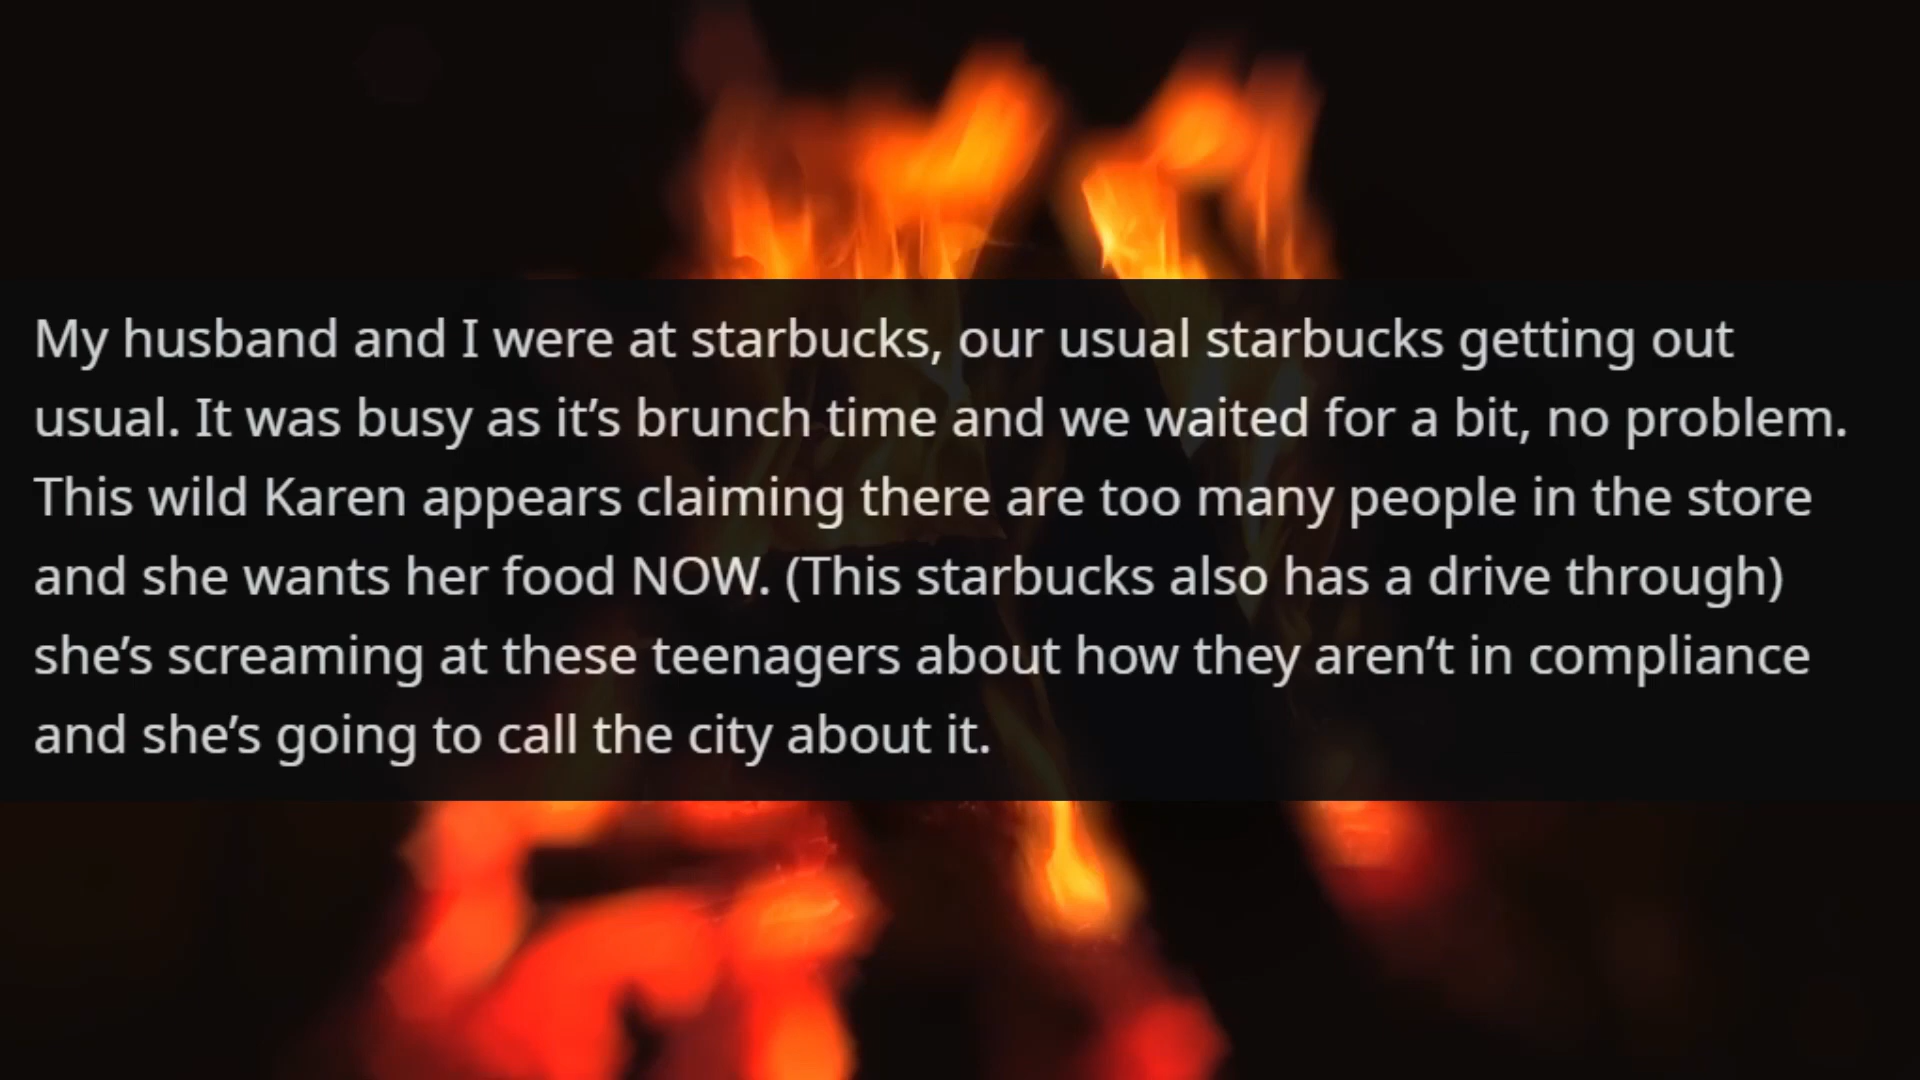 My husband and I were at starbucks, our usual starbucks getting out
usual. It was busy as it’s brunch time and we waited for a bit, no problem.
This wild Karen appears claiming there are too many people in the store
and she wants her food NOW. (This starbucks also has a drive through)
she’s screaming at these teenagers about how they aren’t in compliance
and she’s going to call the city about it.